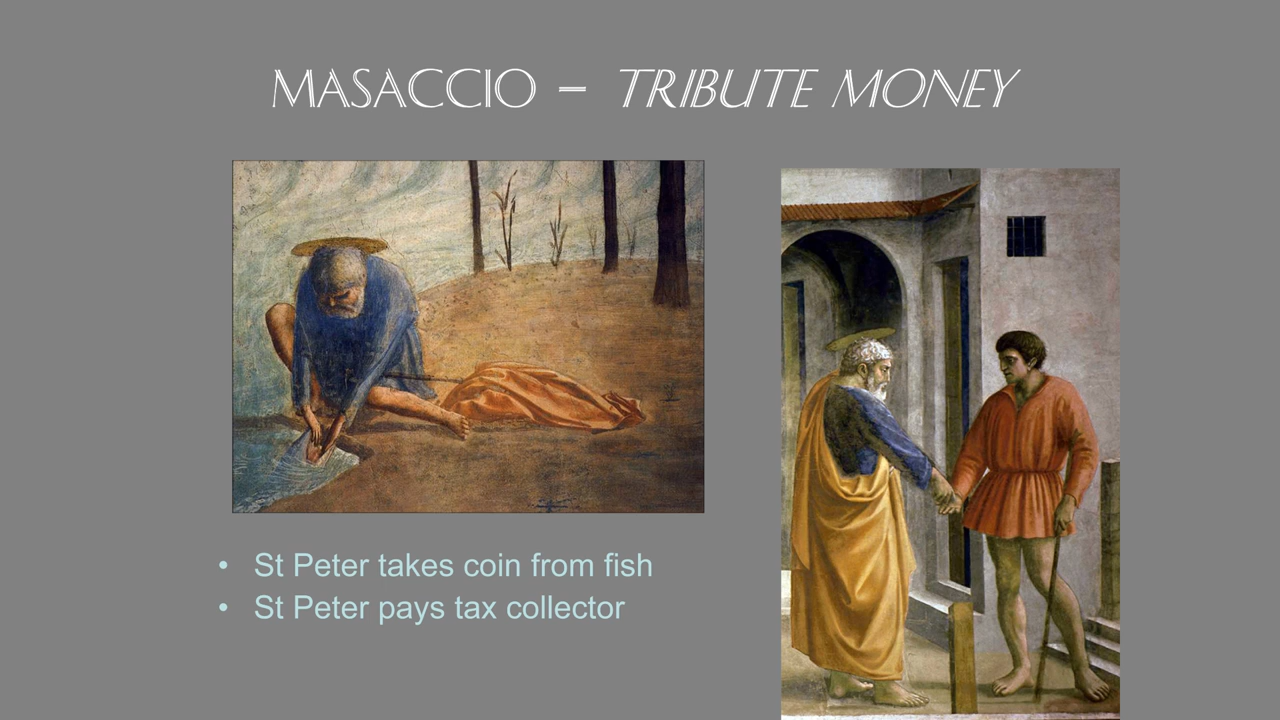 MASACCIO – TRIBUTE MONEY
• St Peter takes coin from fish
• St Peter pays tax collector